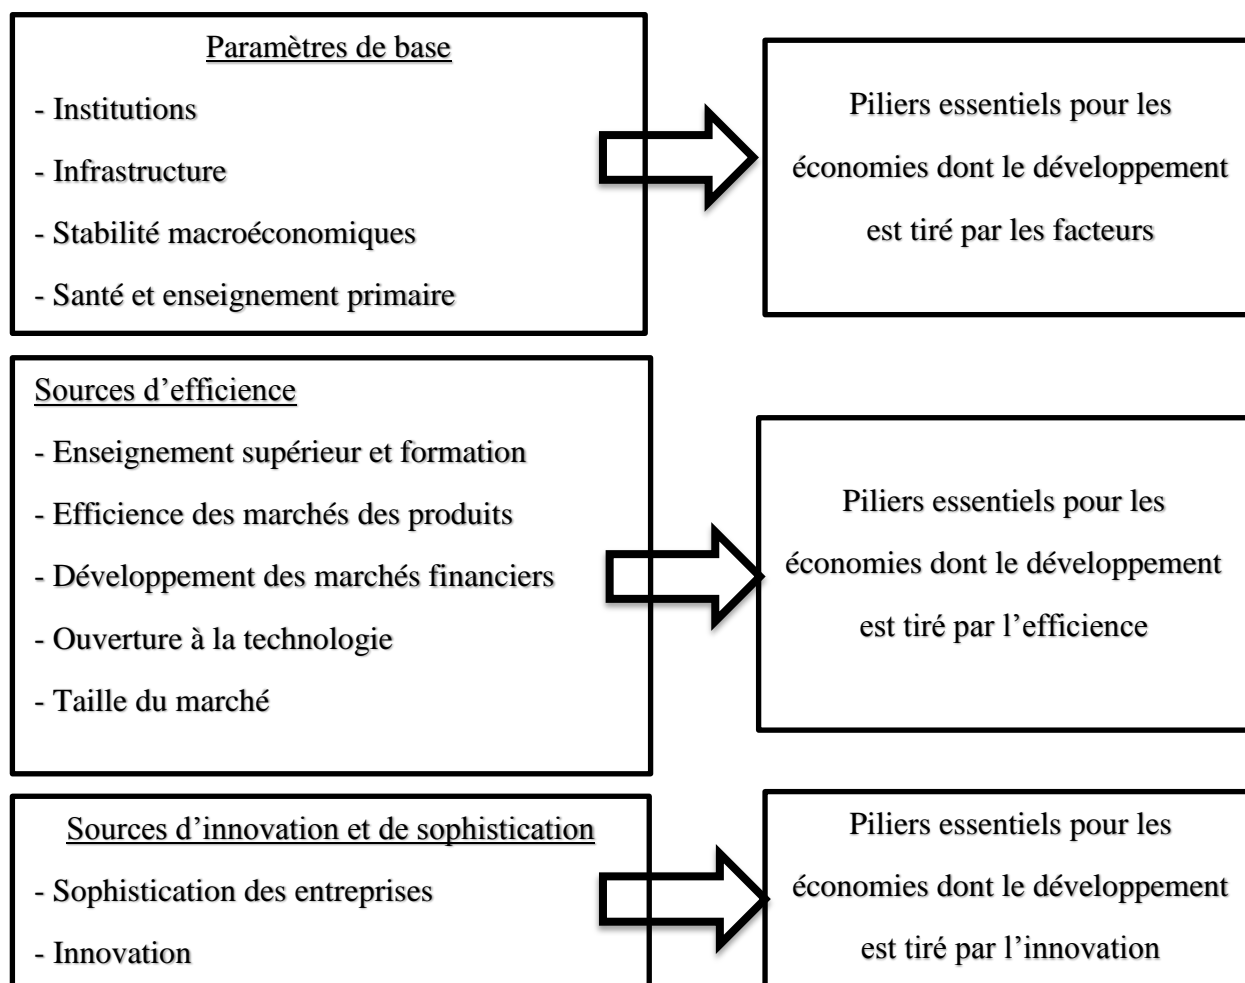 Paramètres de base
- Institutions
- Infrastructure
- Stabilité macroéconomiques
- Santé et enseignement primaire
Piliers essentiels pour les
économies dont le développement
est tiré par les facteurs
Sources d’efficience
- Enseignement supérieur et formation
- Efficience des marchés des produits
- Développement des marchés financiers
- Ouverture à la technologie
- Taille du marché
Piliers essentiels pour les
économies dont le développement
est tiré par l’efficience
Sources d’innovation et de sophistication
- Sophistication des entreprises
- Innovation
Piliers essentiels pour les
économies dont le développement
est tiré par l’innovation